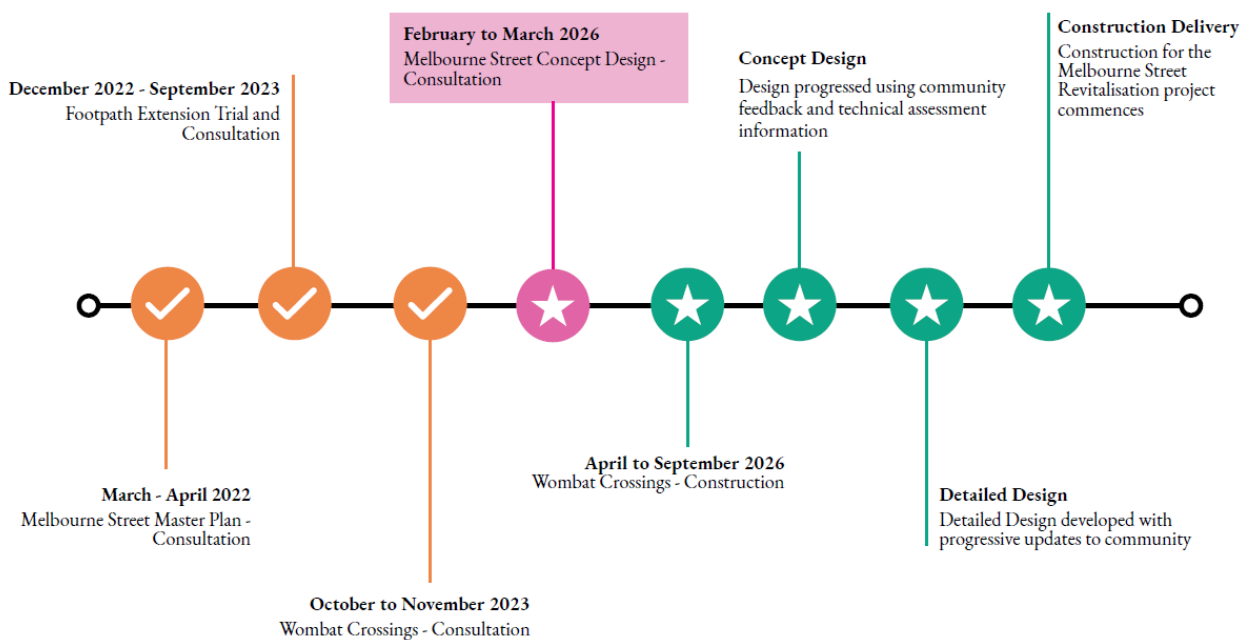 March - April 2022
Melbourne Street Master Plan -
Consultation
December 2022 - September 2023
Footpath Extension Trial and
Consultation
October to November 2023
Wombat Crossings - Consultation
February to March 2026
Melbourne Street Concept Design -
Consultation
April to September 2026
Wombat Crossings - Construction
Concept Design
Design progressed using community
feedback and technical assessment
information
Detailed Design
Detailed Design developed with
progressive updates to community
Construction Delivery
Construction for the
Melbourne Street
Revitalisation project
commences